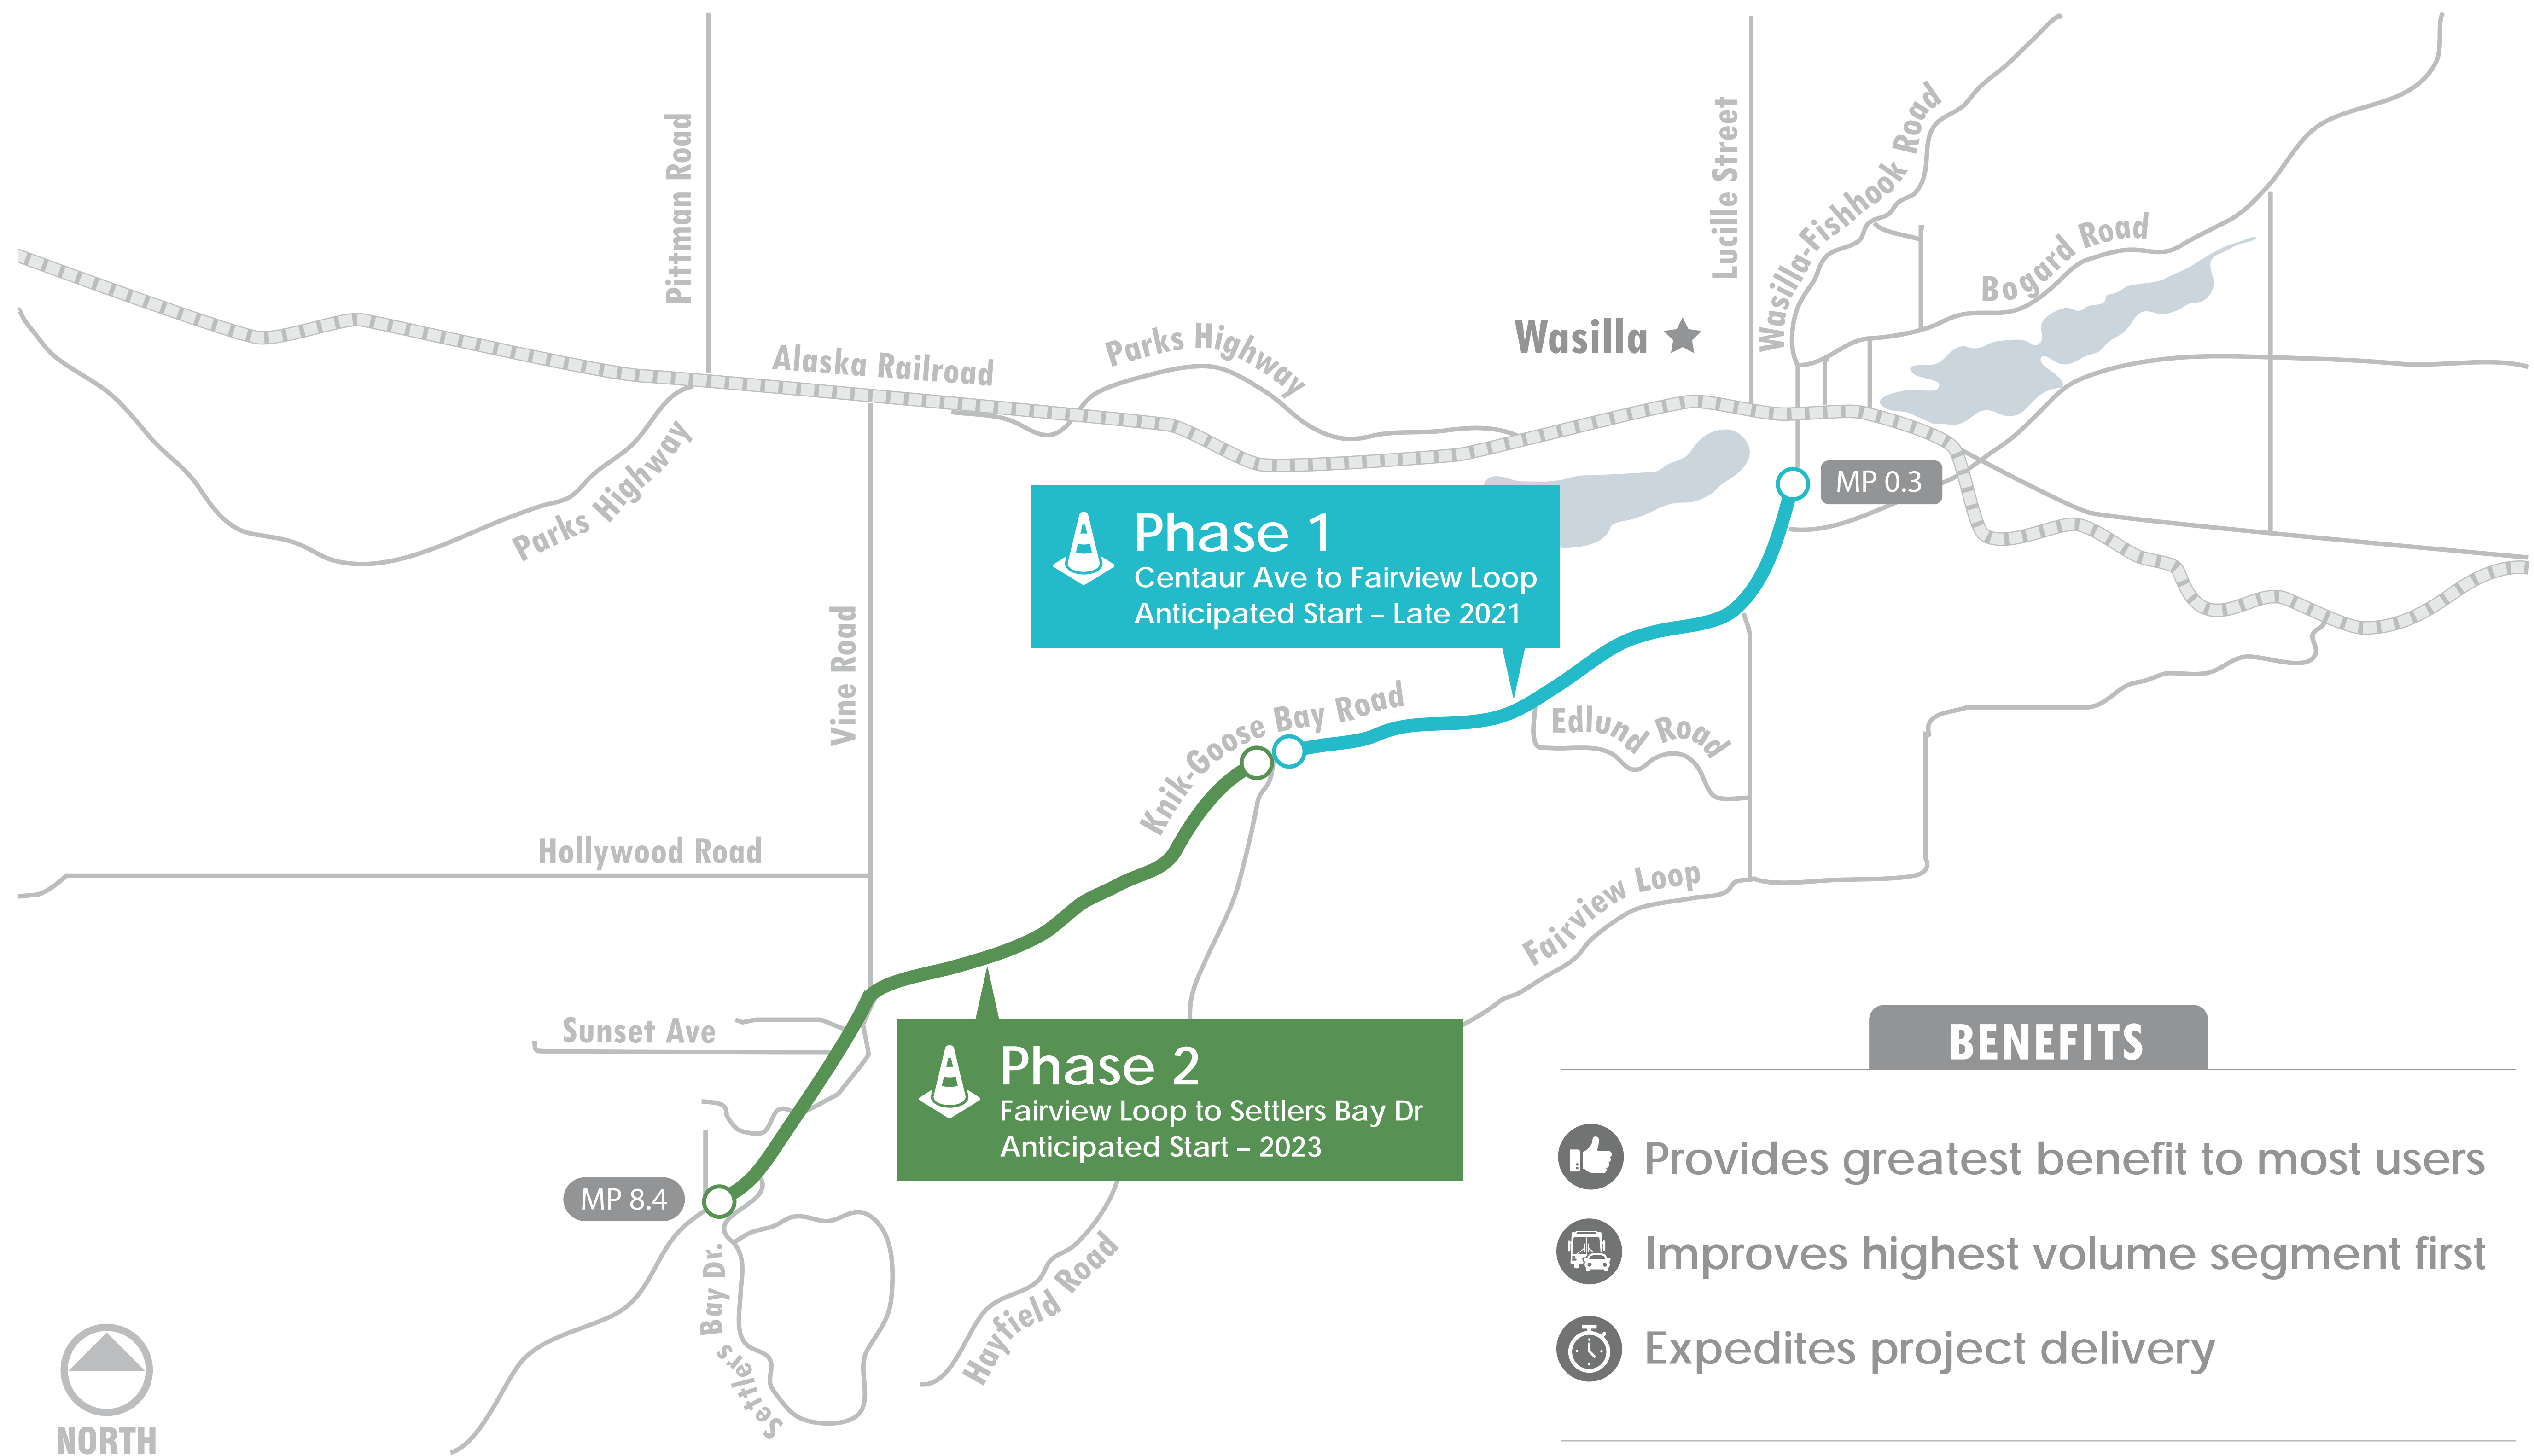 Pittman Road
Lucille Street
Wasilla-Fishhook Road
Bogard Road
Wasilla
Alaska Railroad
Parks Highway
Parks Highway
MP 0.3
Phase 1
Centaur Ave to Fairview Loop
Anticipated Start – Late 2021
Vine Road
Knik-Goose Bay Road
Edlund Road
Hollywood Road
Fairview Loop
Sunset Ave
Phase 2
Fairview Loop to Settlers Bay Dr
Anticipated Start – 2023
MP 8.4
Settlers Bay Dr.
Hayfield Road
NORTH
BENEFITS
Provides greatest benefit to most users
Improves highest volume segment first
Expedites project delivery